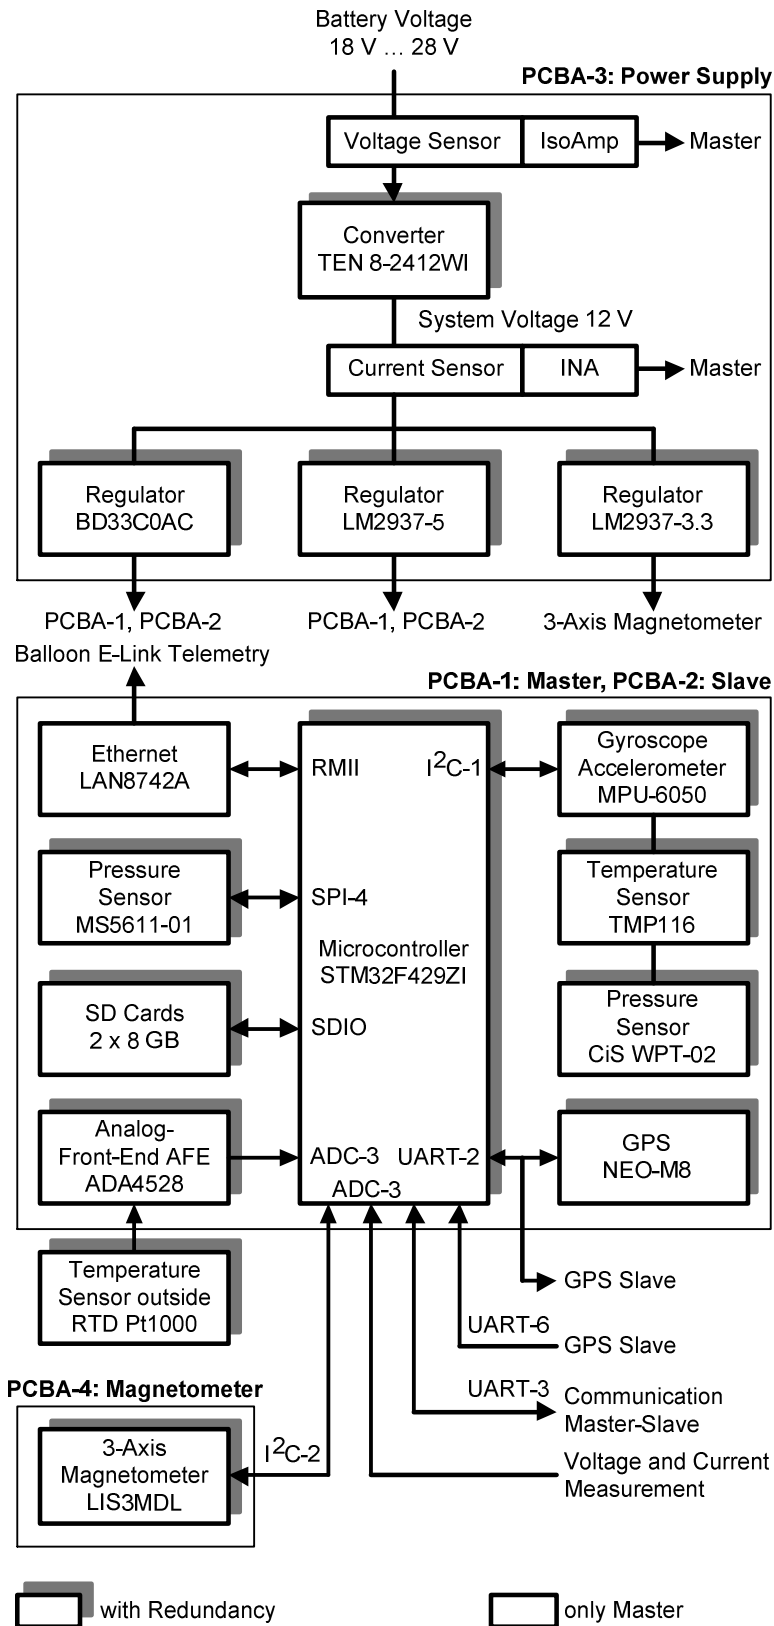 Battery Voltage
18 V … 28 V
PCBA-3: Power Supply
Voltage Sensor
IsoAmp
Master
Converter
TEN 8-2412WI
System Voltage 12 V
Current Sensor
INA
Master
Regulator
BD33C0AC
Regulator
LM2937-5
Regulator
LM2937-3.3
PCBA-1, PCBA-2
PCBA-1, PCBA-2
3-Axis Magnetometer
Balloon E-Link Telemetry
PCBA-1: Master, PCBA-2: Slave
Ethernet
LAN8742A
RMII
I²C-1
Gyroscope
Accelerometer
MPU-6050
Pressure
Sensor
MS5611-01
SPI-4
Temperature
Sensor
TMP116
Microcontroller
STM32F429ZI
SD Cards
2 x 8 GB
SDIO
Pressure
Sensor
CiS WPT-02
Analog-
Front-End AFE
ADA4528
ADC-3
UART-2
ADC-3
GPS
NEO-M8
Temperature
Sensor outside
RTD Pt1000
GPS Slave
UART-6
GPS Slave
PCBA-4: Magnetometer
UART-3
Communication
Master-Slave
3-Axis
Magnetometer
LIS3MDL
I²C-2
Voltage and Current
Measurement
with Redundancy
only Master